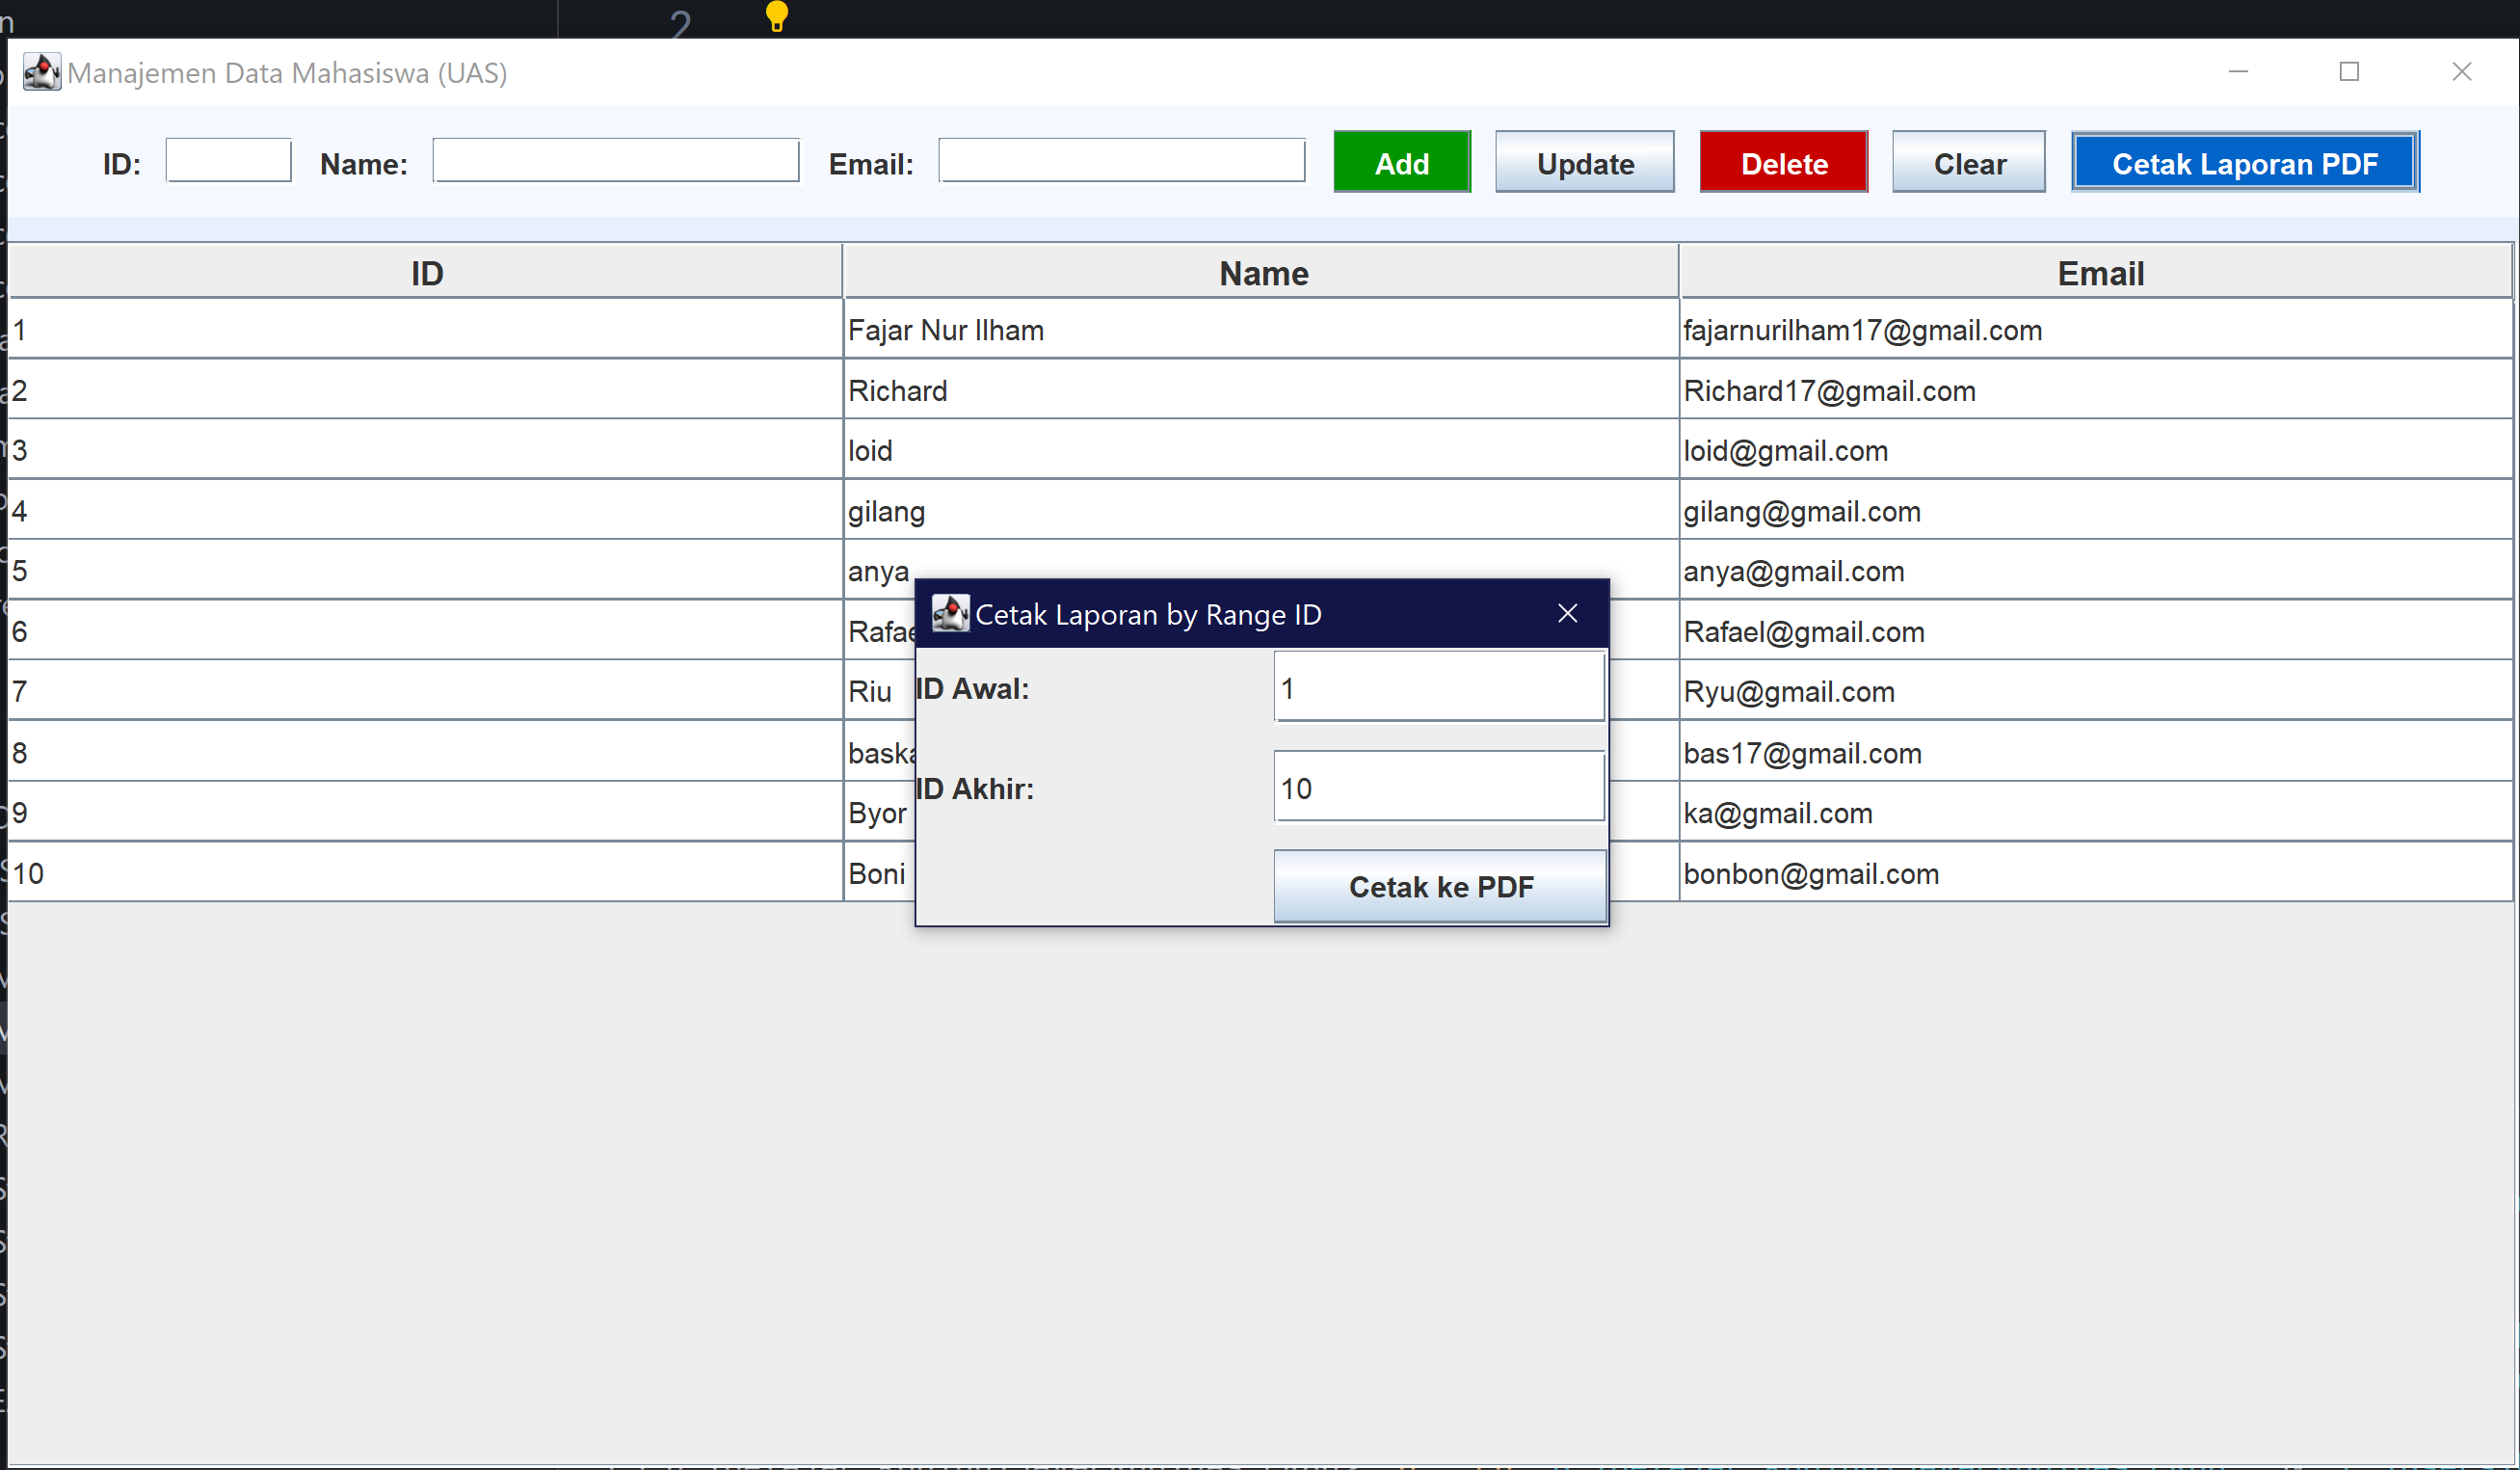 2
Manajemen Data Mahasiswa (UAS)
ID: Name: Email: Add Update Delete Clear Cetak Laporan PDF
ID Name Email
1 Fajar Nur Ilham fajarnurilham17@gmail.com
2 Richard Richard17@gmail.com
3 loid loid@gmail.com
4 gilang gilang@gmail.com
5 anya anya@gmail.com
6 Rafael@gmail.com
7 Riu Ryu@gmail.com
8 bas17@gmail.com
9 Byor ka@gmail.com
10 Boni bonbon@gmail.com
Cetak Laporan by Range ID
ID Awal: 1
ID Akhir: 10
Cetak ke PDF